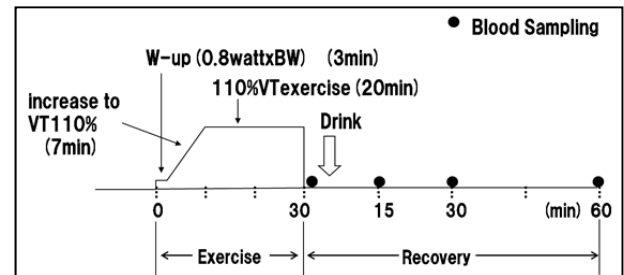 ● Blood Sampling
W-up (0.8wattxBW) (3min)
110%VTexercise (20min)
increase to
VT110%
(7min)
Drink
0 30 15 30 (min) 60
Exercise Recovery